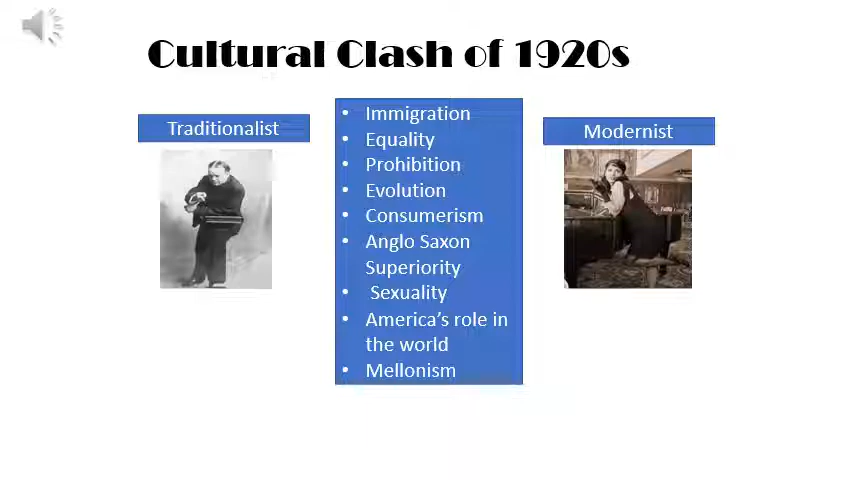 Cultural Clash of 1920s
Traditionalist
• Immigration
• Equality
• Prohibition
• Evolution
• Consumerism
• Anglo Saxon
Superiority
• Sexuality
• America's role in
the world
• Mellonism
Modernist